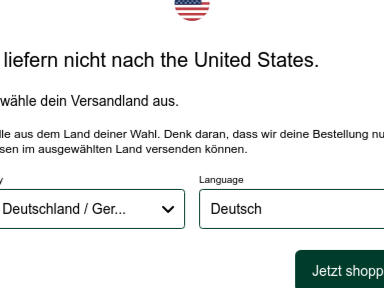 liefern nicht nach the United States.
wähle dein Versandland aus.
lle aus dem Land deiner Wahl. Denk daran, dass wir deine Bestellung nu
sen im ausgewählten Land versenden können.
y Language
Deutschland / Ger... Deutsch
Jetzt shopp